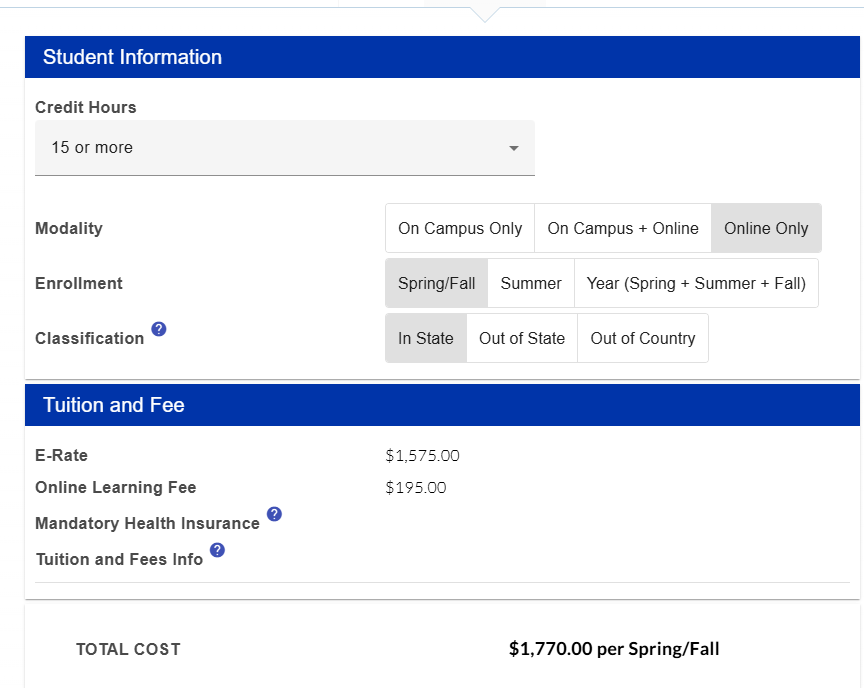 Student Information
Credit Hours
15 or more
Modality On Campus Only On Campus + Online Online Only
Enrollment Spring/Fall Summer Year (Spring + Summer + Fall)
Classification ? In State Out of State Out of Country
Tuition and Fee
E-Rate $1,575.00
Online Learning Fee $195.00
Mandatory Health Insurance ?
Tuition and Fees Info ?
TOTAL COST $1,770.00 per Spring/Fall